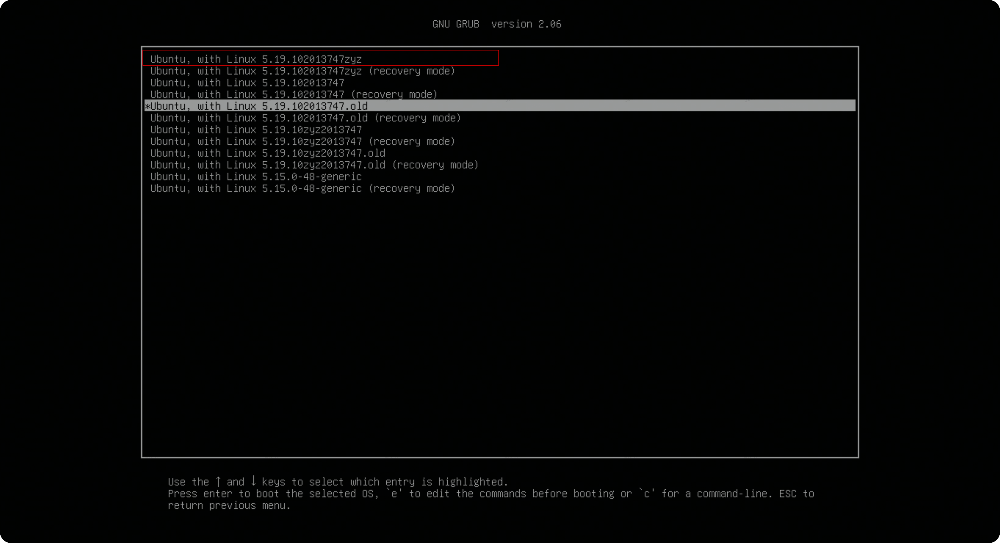 GNU GRUB  version 2.06
Ubuntu, with Linux 5.19.102013747zyz
Ubuntu, with Linux 5.19.102013747zyz (recovery mode)
Ubuntu, with Linux 5.19.102013747
Ubuntu, with Linux 5.19.102013747 (recovery mode)
*Ubuntu, with Linux 5.19.102013747.old
Ubuntu, with Linux 5.19.102013747.old (recovery mode)
Ubuntu, with Linux 5.19.10zyz2013747
Ubuntu, with Linux 5.19.10zyz2013747 (recovery mode)
Ubuntu, with Linux 5.19.10zyz2013747.old
Ubuntu, with Linux 5.19.10zyz2013747.old (recovery mode)
Ubuntu, with Linux 5.15.0-48-generic
Ubuntu, with Linux 5.15.0-48-generic (recovery mode)
Use the ↑ and ↓ keys to select which entry is highlighted.
Press enter to boot the selected OS, `e' to edit the commands before booting or `c' for a command-line. ESC to
return previous menu.